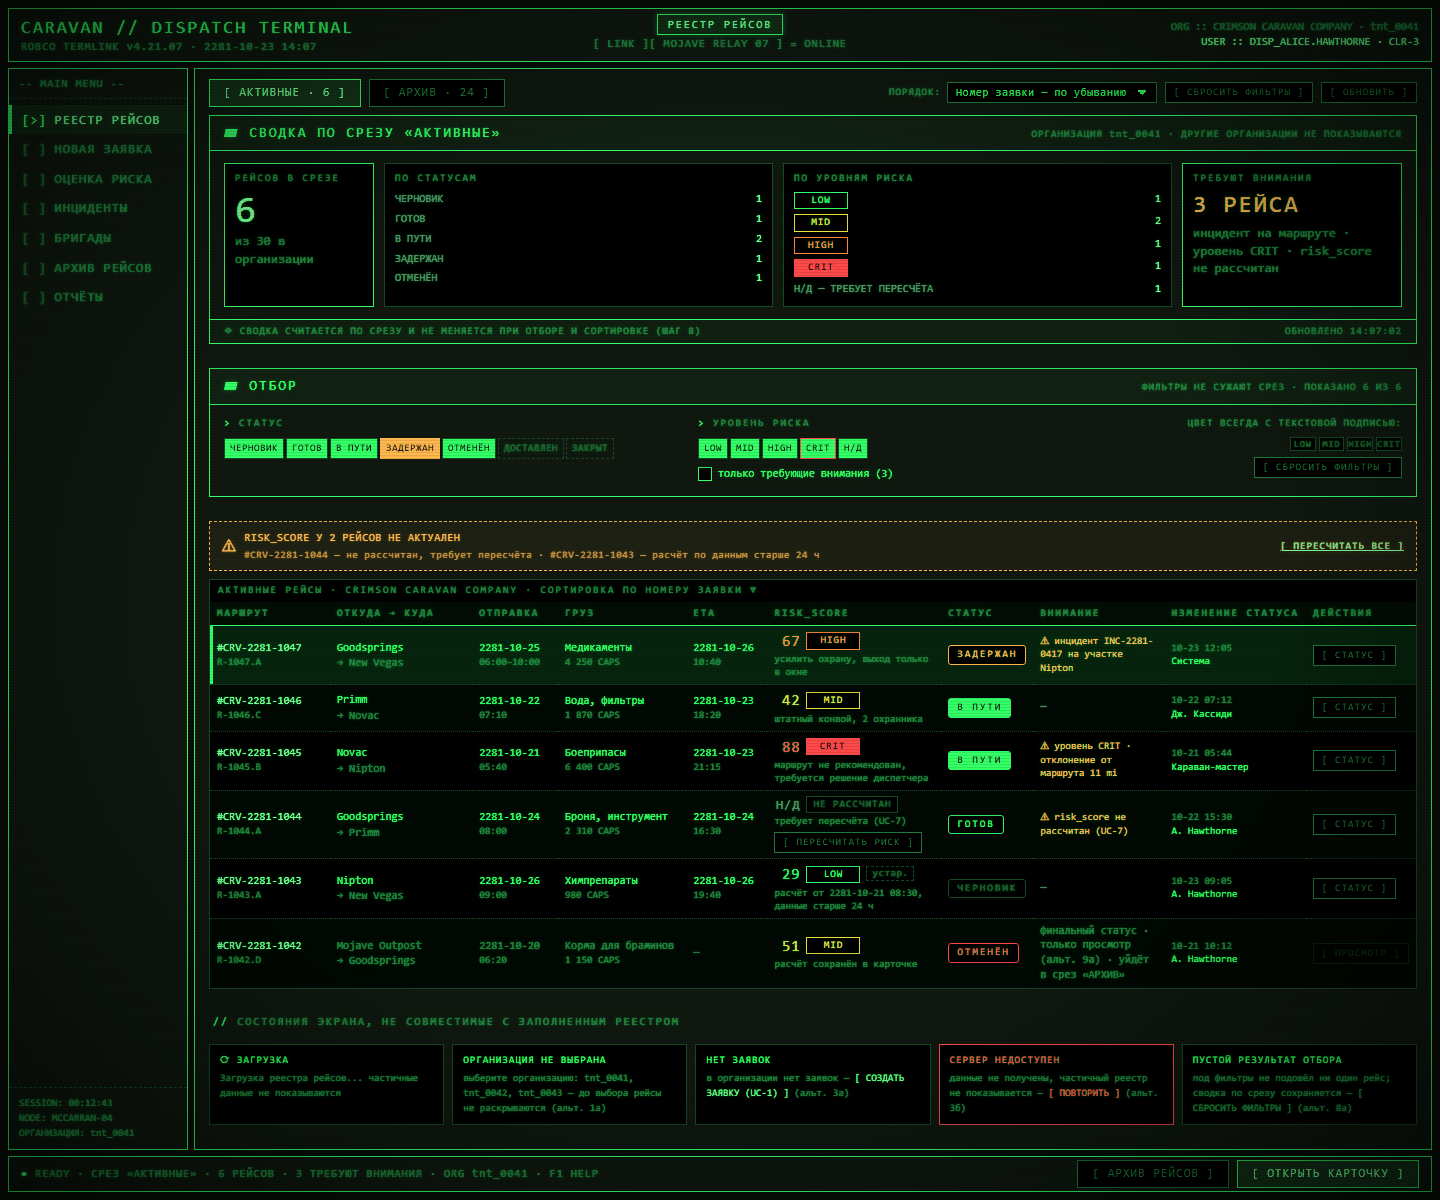 CARAVAN // DISPATCH TERMINAL
ROBCO TERMLINK v4.21.07 · 2281-10-23 14:07
РЕЕСТР РЕЙСОВ
[ LINK ][ MOJAVE RELAY 07 ] = ONLINE
ORG :: CRIMSON CARAVAN COMPANY · tnt_0041
USER :: DISP_ALICE.HAWTHORNE · CLR-3
-- MAIN MENU --
[>] РЕЕСТР РЕЙСОВ
[ ] НОВАЯ ЗАЯВКА
[ ] ОЦЕНКА РИСКА
[ ] ИНЦИДЕНТЫ
[ ] БРИГАДЫ
[ ] АРХИВ РЕЙСОВ
[ ] ОТЧЁТЫ
SESSION: 00:12:43
NODE: MCCARRAN-04
ОРГАНИЗАЦИЯ: tnt_0041
[ АКТИВНЫЕ · 6 ] [ АРХИВ · 24 ]
ПОРЯДОК: Номер заявки — по убыванию [ СБРОСИТЬ ФИЛЬТРЫ ] [ ОБНОВИТЬ ]
СВОДКА ПО СРЕЗУ «АКТИВНЫЕ»
ОРГАНИЗАЦИЯ tnt_0041 · ДРУГИЕ ОРГАНИЗАЦИИ НЕ ПОКАЗЫВАЮТСЯ
РЕЙСОВ В СРЕЗЕ
6
из 30 в
организации
ПО СТАТУСАМ
ЧЕРНОВИК 1
ГОТОВ 1
В ПУТИ 2
ЗАДЕРЖАН 1
ОТМЕНЁН 1
ПО УРОВНЯМ РИСКА
LOW 1
MID 2
HIGH 1
CRIT 1
Н/Д — ТРЕБУЕТ ПЕРЕСЧЁТА 1
ТРЕБУЮТ ВНИМАНИЯ
3 РЕЙСА
инцидент на маршруте ·
уровень CRIT · risk_score
не рассчитан
СВОДКА СЧИТАЕТСЯ ПО СРЕЗУ И НЕ МЕНЯЕТСЯ ПРИ ОТБОРЕ И СОРТИРОВКЕ (ШАГ 8)
ОБНОВЛЕНО 14:07:02
ОТБОР
ФИЛЬТРЫ НЕ СУЖАЮТ СРЕЗ · ПОКАЗАНО 6 ИЗ 6
› СТАТУС
ЧЕРНОВИК ГОТОВ В ПУТИ ЗАДЕРЖАН ОТМЕНЁН ДОСТАВЛЕН ЗАКРЫТ
› УРОВЕНЬ РИСКА
LOW MID HIGH CRIT Н/Д
только требующие внимания (3)
ЦВЕТ ВСЕГДА С ТЕКСТОВОЙ ПОДПИСЬЮ:
LOW MID HIGH CRIT
[ СБРОСИТЬ ФИЛЬТРЫ ]
⚠ RISK_SCORE У 2 РЕЙСОВ НЕ АКТУАЛЕН
#CRV-2281-1044 — не рассчитан, требует пересчёта · #CRV-2281-1043 — расчёт по данным старше 24 ч
[ ПЕРЕСЧИТАТЬ ВСЕ ]
АКТИВНЫЕ РЕЙСЫ · CRIMSON CARAVAN COMPANY · СОРТИРОВКА ПО НОМЕРУ ЗАЯВКИ ▼
МАРШРУТ ОТКУДА → КУДА ОТПРАВКА ГРУЗ ETA RISK_SCORE СТАТУС ВНИМАНИЕ ИЗМЕНЕНИЕ СТАТУСА ДЕЙСТВИЯ
#CRV-2281-1047
R-1047.A
Goodsprings
→ New Vegas
2281-10-25
06:00–10:00
Медикаменты
4 250 CAPS
2281-10-26
10:40
67 HIGH
усилить охрану, выход только
в окне
ЗАДЕРЖАН
⚠ инцидент INC-2281-
0417 на участке
Nipton
10-23 12:05
Система
[ СТАТУС ]
#CRV-2281-1046
R-1046.C
Primm
→ Novac
2281-10-22
07:10
Вода, фильтры
1 870 CAPS
2281-10-23
18:20
42 MID
штатный конвой, 2 охранника
В ПУТИ
—
10-22 07:12
Дж. Кассиди
[ СТАТУС ]
#CRV-2281-1045
R-1045.B
Novac
→ Nipton
2281-10-21
05:40
Боеприпасы
6 400 CAPS
2281-10-23
21:15
88 CRIT
маршрут не рекомендован,
требуется решение диспетчера
В ПУТИ
⚠ уровень CRIT ·
отклонение от
маршрута 11 mi
10-21 05:44
Караван-мастер
[ СТАТУС ]
#CRV-2281-1044
R-1044.A
Goodsprings
→ Primm
2281-10-24
08:00
Броня, инструмент
2 310 CAPS
2281-10-24
16:30
Н/Д НЕ РАССЧИТАН
требует пересчёта (UC-7)
[ ПЕРЕСЧИТАТЬ РИСК ]
ГОТОВ
⚠ risk_score не
рассчитан (UC-7)
10-22 15:30
A. Hawthorne
[ СТАТУС ]
#CRV-2281-1043
R-1043.A
Nipton
→ New Vegas
2281-10-26
09:00
Химпрепараты
980 CAPS
2281-10-26
19:40
29 LOW устар.
расчёт от 2281-10-21 08:30,
данные старше 24 ч
ЧЕРНОВИК
—
10-23 09:05
A. Hawthorne
[ СТАТУС ]
#CRV-2281-1042
R-1042.D
Mojave Outpost
→ Goodsprings
2281-10-20
06:20
Корма для браминов
1 150 CAPS
—
51 MID
расчёт сохранён в карточке
ОТМЕНЁН
финальный статус ·
только просмотр
(альт. 9а) · уйдёт
в срез «АРХИВ»
10-21 10:12
A. Hawthorne
[ ПРОСМОТР ]
// СОСТОЯНИЯ ЭКРАНА, НЕ СОВМЕСТИМЫЕ С ЗАПОЛНЕННЫМ РЕЕСТРОМ
⟳ ЗАГРУЗКА
Загрузка реестра рейсов... частичные
данные не показываются
ОРГАНИЗАЦИЯ НЕ ВЫБРАНА
выберите организацию: tnt_0041,
tnt_0042, tnt_0043 — до выбора рейсы
не раскрываются (альт. 1а)
НЕТ ЗАЯВОК
в организации нет заявок — [ СОЗДАТЬ
ЗАЯВКУ (UC-1) ] (альт. 3а)
СЕРВЕР НЕДОСТУПЕН
данные не получены, частичный реестр
не показывается — [ ПОВТОРИТЬ ] (альт.
3б)
ПУСТОЙ РЕЗУЛЬТАТ ОТБОРА
под фильтры не подошёл ни один рейс;
сводка по срезу сохраняется — [
СБРОСИТЬ ФИЛЬТРЫ ] (альт. 8а)
● READY · СРЕЗ «АКТИВНЫЕ» · 6 РЕЙСОВ · 3 ТРЕБУЮТ ВНИМАНИЯ · ORG tnt_0041 · F1 HELP
[ АРХИВ РЕЙСОВ ] [ ОТКРЫТЬ КАРТОЧКУ ]